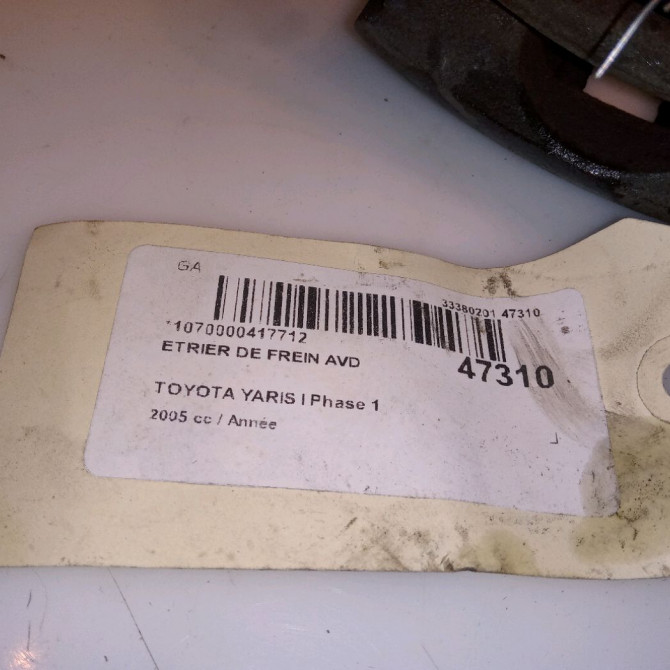 GA
33380201 47310
*1070000417712
ETRIER DE FREIN AVD
47310
TOYOTA YARIS I Phase 1
2005 cc / Année